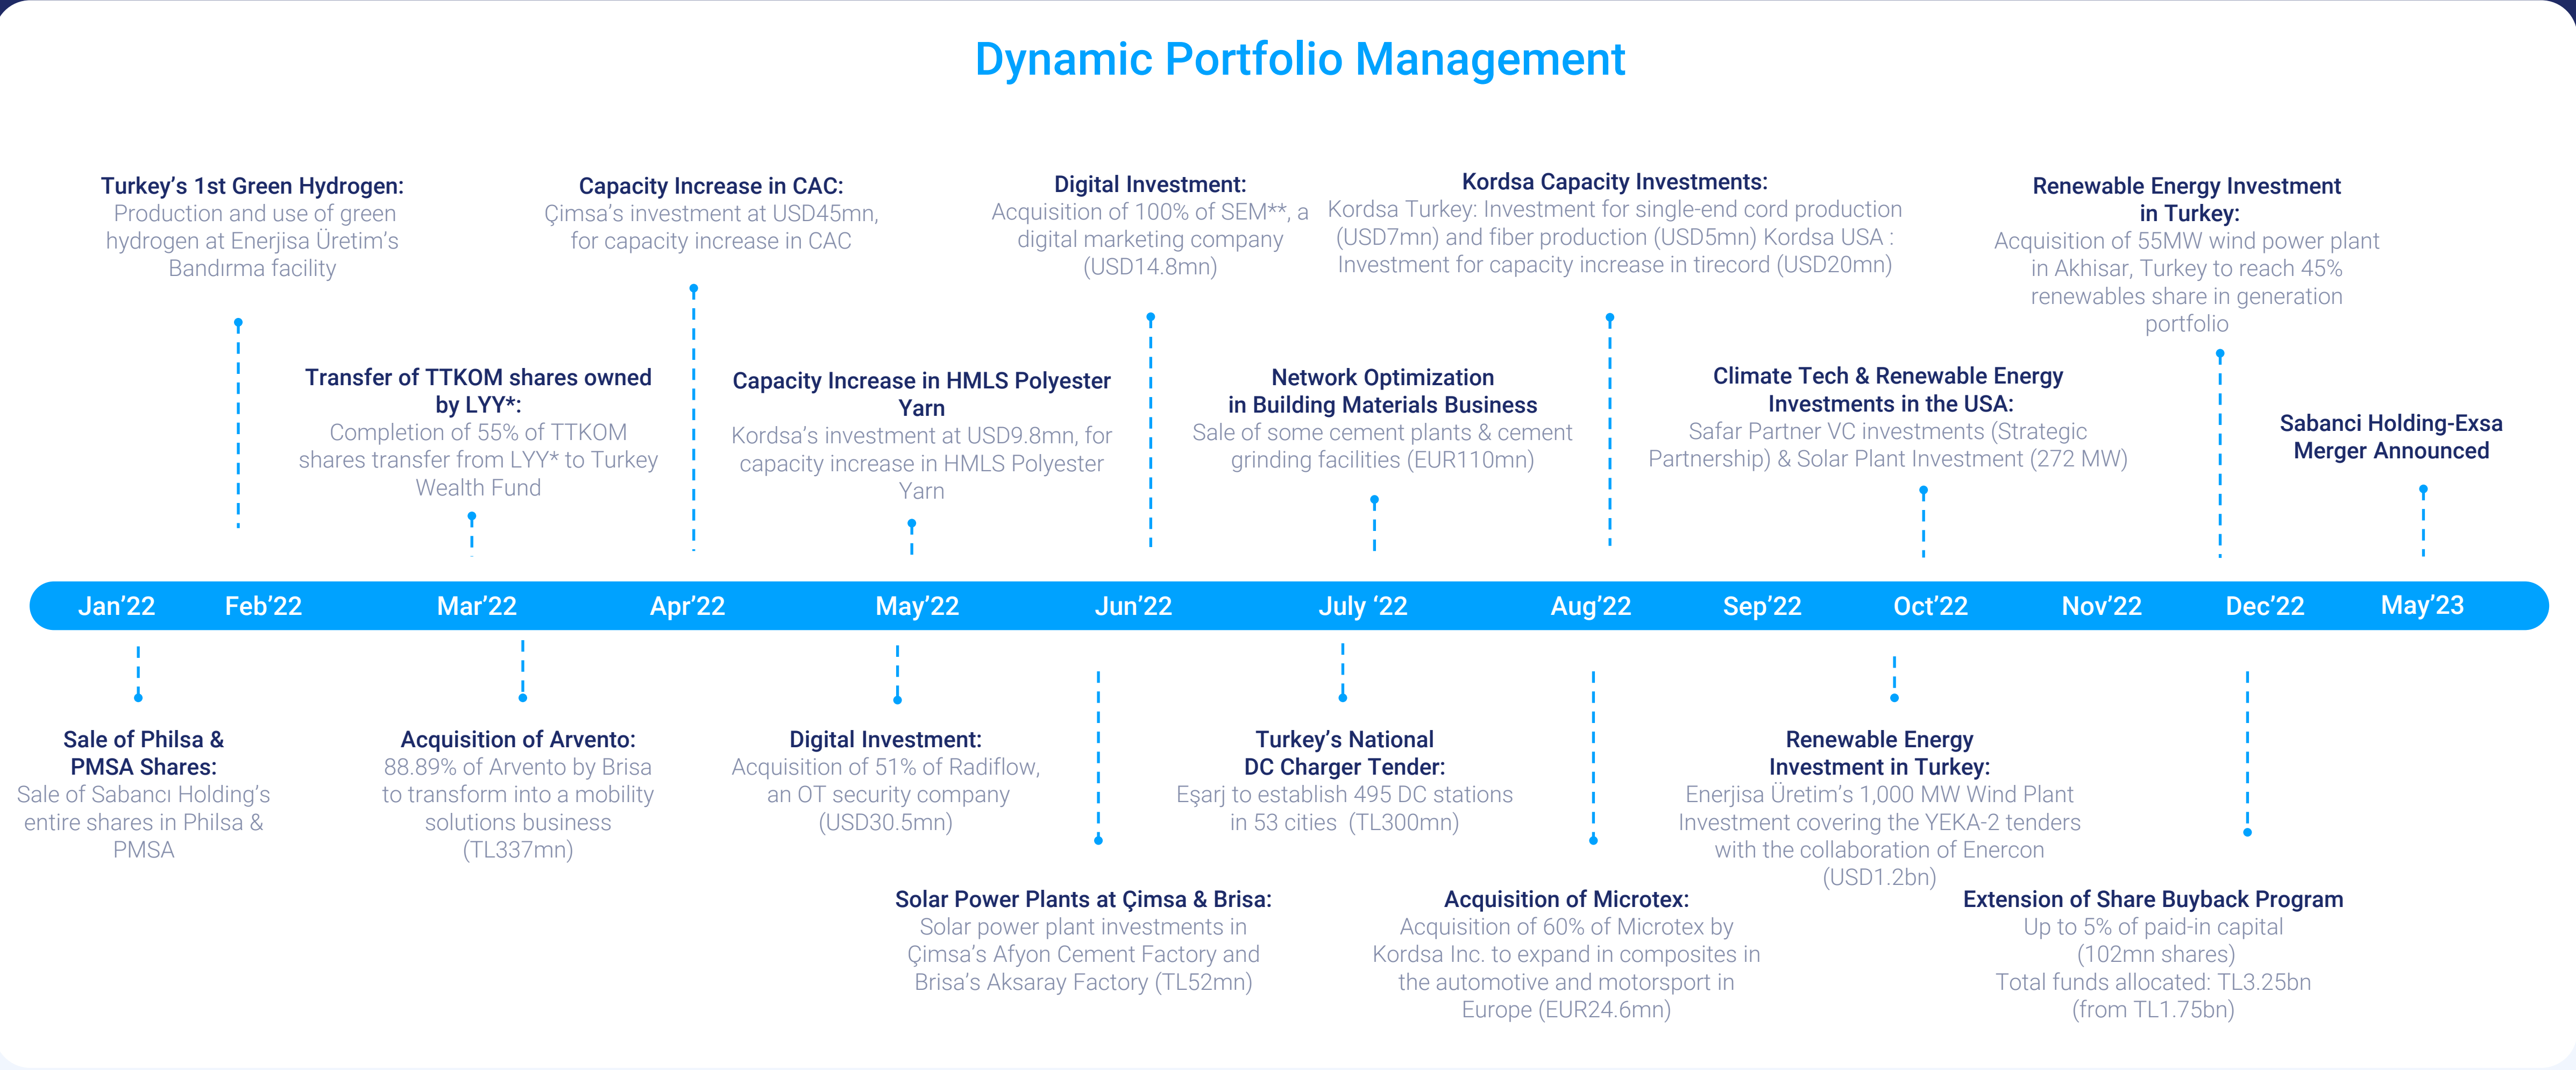 Dynamic Portfolio Management
Turkey’s 1st Green Hydrogen:
Production and use of green
hydrogen at Enerjisa Üretim’s
Bandırma facility
Capacity Increase in CAC:
Çimsa’s investment at USD45mn,
for capacity increase in CAC
Digital Investment:
Acquisition of 100% of SEM**, a
digital marketing company
(USD14.8mn)
Kordsa Capacity Investments:
Kordsa Turkey: Investment for single-end cord production
(USD7mn) and fiber production (USD5mn) Kordsa USA :
Investment for capacity increase in tirecord (USD20mn)
Renewable Energy Investment
in Turkey:
Acquisition of 55MW wind power plant
in Akhisar, Turkey to reach 45%
renewables share in generation
portfolio
Transfer of TTKOM shares owned
by LYY*:
Completion of 55% of TTKOM
shares transfer from LYY* to Turkey
Wealth Fund
Capacity Increase in HMLS Polyester
Yarn
Kordsa’s investment at USD9.8mn, for
capacity increase in HMLS Polyester
Yarn
Network Optimization
in Building Materials Business
Sale of some cement plants & cement
grinding facilities (EUR110mn)
Climate Tech & Renewable Energy
Investments in the USA:
Safar Partner VC investments (Strategic
Partnership) & Solar Plant Investment (272 MW)
Sabanci Holding-Exsa
Merger Announced
Jan’22 Feb’22 Mar’22 Apr’22 May’22 Jun’22 July ‘22 Aug’22 Sep’22 Oct’22 Nov’22 Dec’22 May’23
Sale of Philsa &
PMSA Shares:
Sale of Sabancı Holding’s
entire shares in Philsa &
PMSA
Acquisition of Arvento:
88.89% of Arvento by Brisa
to transform into a mobility
solutions business
(TL337mn)
Digital Investment:
Acquisition of 51% of Radiflow,
an OT security company
(USD30.5mn)
Turkey’s National
DC Charger Tender:
Eşarj to establish 495 DC stations
in 53 cities  (TL300mn)
Renewable Energy
Investment in Turkey:
Enerjisa Üretim’s 1,000 MW Wind Plant
Investment covering the YEKA-2 tenders
with the collaboration of Enercon
(USD1.2bn)
Solar Power Plants at Çimsa & Brisa:
Solar power plant investments in
Çimsa’s Afyon Cement Factory and
Brisa’s Aksaray Factory (TL52mn)
Acquisition of Microtex:
Acquisition of 60% of Microtex by
Kordsa Inc. to expand in composites in
the automotive and motorsport in
Europe (EUR24.6mn)
Extension of Share Buyback Program
Up to 5% of paid-in capital
(102mn shares)
Total funds allocated: TL3.25bn
(from TL1.75bn)